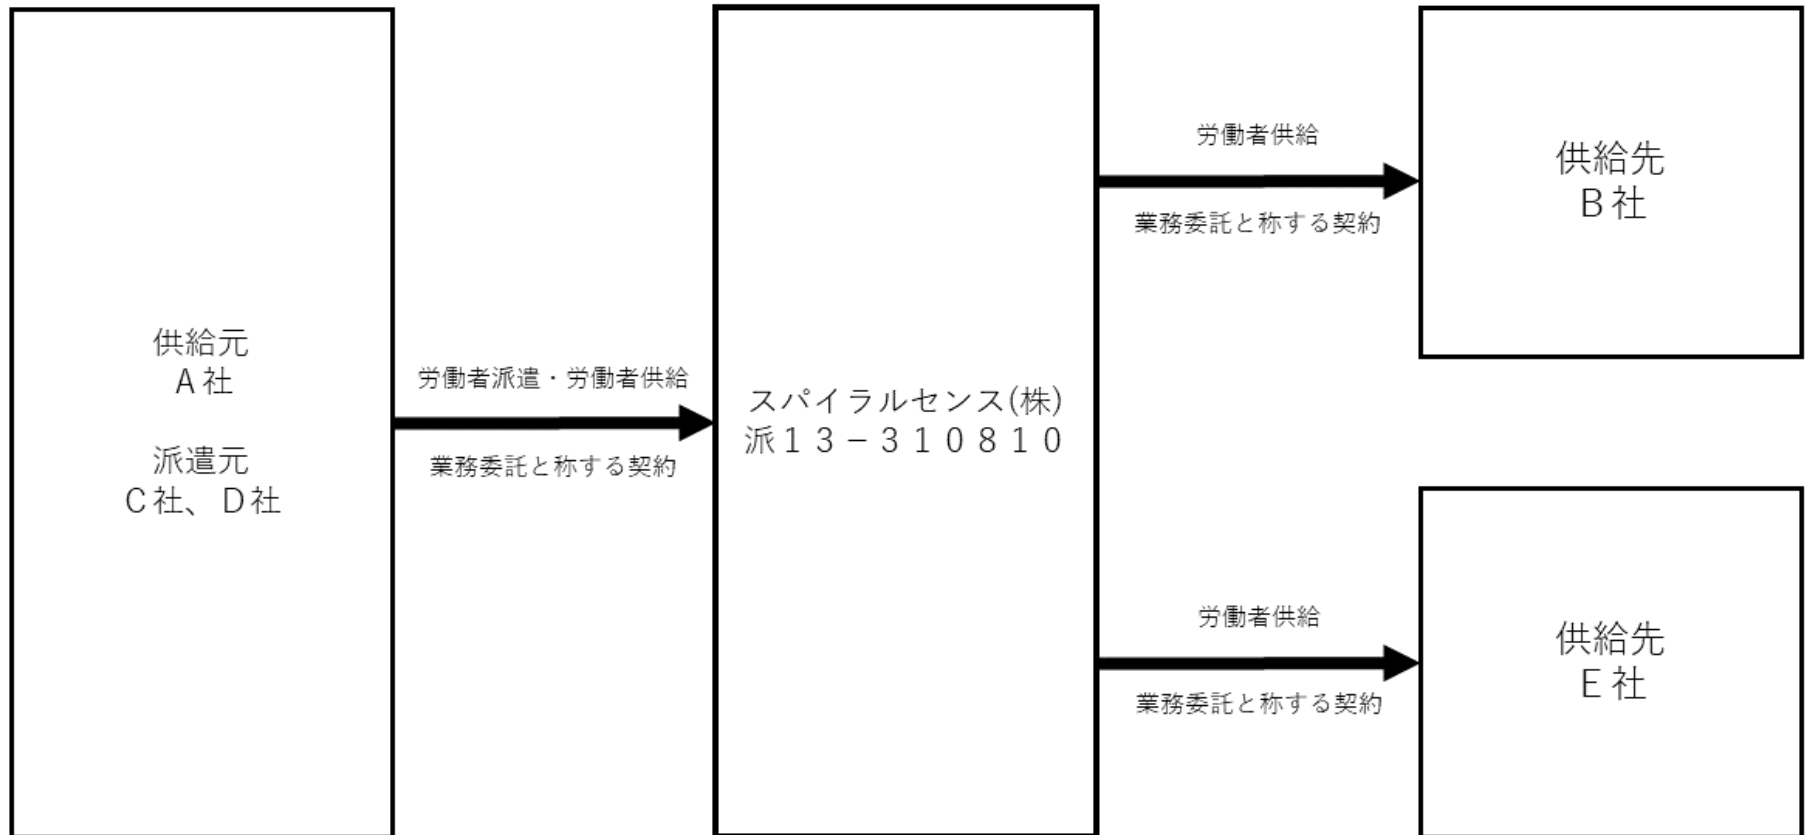 供給元
A社
派遣元
C社、D社
労働者派遣・労働者供給
業務委託と称する契約
スパイラルセンス(株)
派１３－３１０８１０
労働者供給
業務委託と称する契約
供給先
B社
労働者供給
業務委託と称する契約
供給先
E社